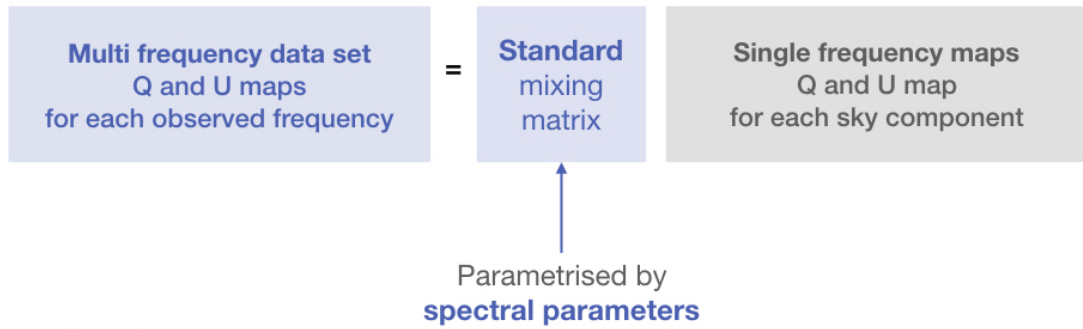 Multi frequency data set
Q and U maps
for each observed frequency
=
Standard
mixing
matrix
Single frequency maps
Q and U map
for each sky component
Parametrised by
spectral parameters